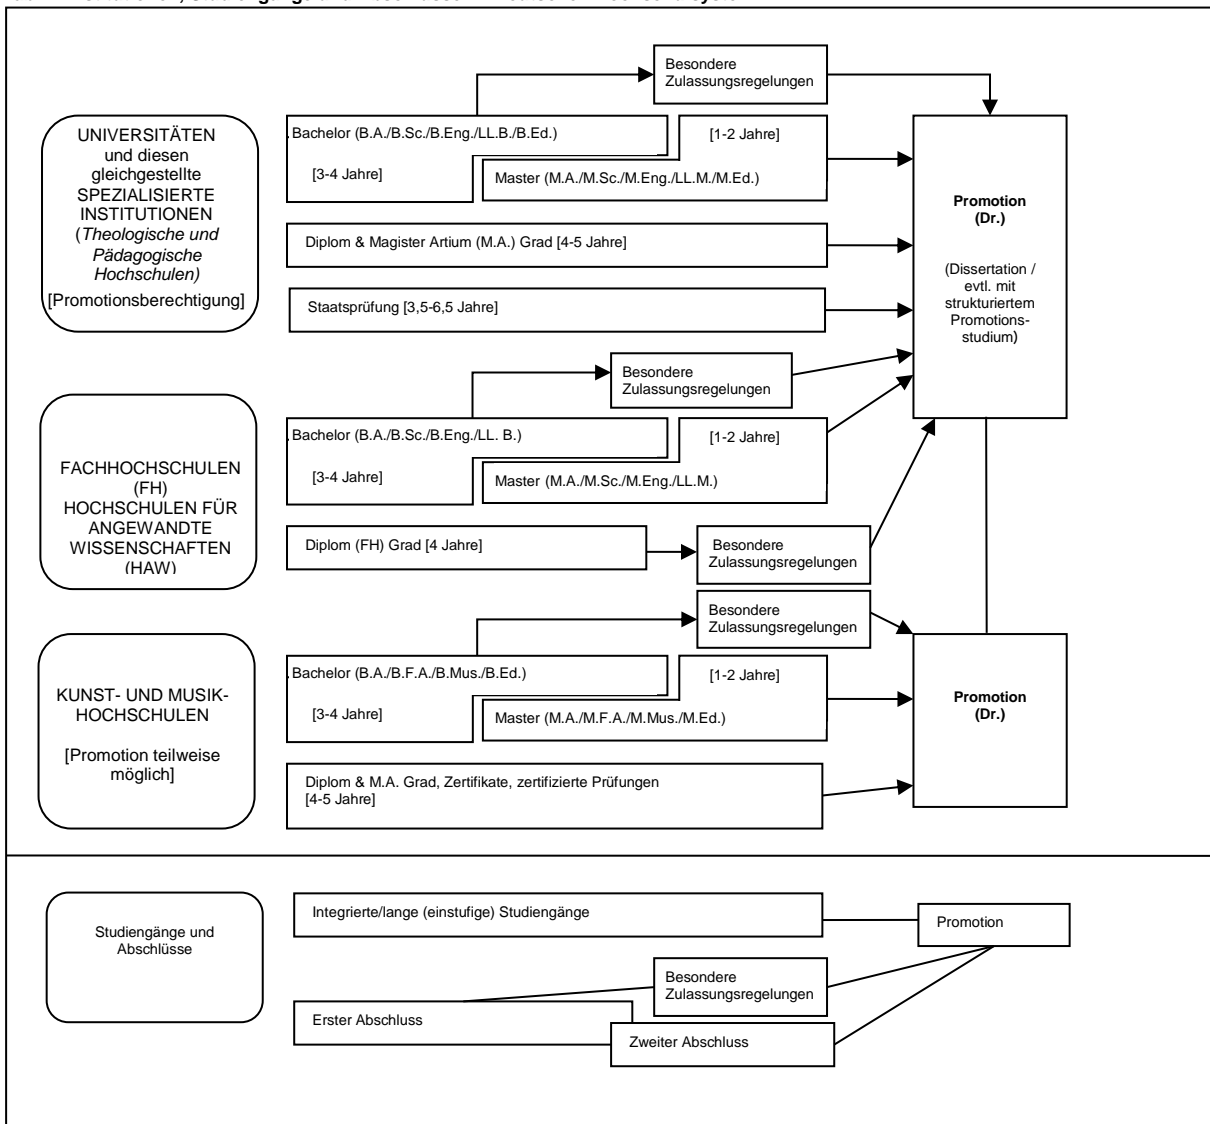 Besondere
Zulassungsregelungen
UNIVERSITÄTEN
und diesen
gleichgestellte
SPEZIALISIERTE
INSTITUTIONEN
(Theologische und
Pädagogische
Hochschulen)
[Promotionsberechtigung]
Bachelor (B.A./B.Sc./B.Eng./LL.B./B.Ed.)
[1-2 Jahre]
[3-4 Jahre]
Master (M.A./M.Sc./M.Eng./LL.M./M.Ed.)
Diplom & Magister Artium (M.A.) Grad [4-5 Jahre]
Staatsprüfung [3,5-6,5 Jahre]
Promotion
(Dr.)
(Dissertation /
evtl. mit
strukturiertem
Promotions-
studium)
Besondere
Zulassungsregelungen
FACHHOCHSCHULEN
(FH)
HOCHSCHULEN FÜR
ANGEWANDTE
WISSENSCHAFTEN
(HAW)
Bachelor (B.A./B.Sc./B.Eng./LL. B.)
[1-2 Jahre]
[3-4 Jahre]
Master (M.A./M.Sc./M.Eng./LL.M.)
Diplom (FH) Grad [4 Jahre]
Besondere
Zulassungsregelungen
Besondere
Zulassungsregelungen
KUNST- UND MUSIK-
HOCHSCHULEN
[Promotion teilweise
möglich]
Bachelor (B.A./B.F.A./B.Mus./B.Ed.)
[1-2 Jahre]
[3-4 Jahre]
Master (M.A./M.F.A./M.Mus./M.Ed.)
Diplom & M.A. Grad, Zertifikate, zertifizierte Prüfungen
[4-5 Jahre]
Promotion
(Dr.)
Studiengänge und
Abschlüsse
Integrierte/lange (einstufige) Studiengänge
Promotion
Besondere
Zulassungsregelungen
Erster Abschluss
Zweiter Abschluss